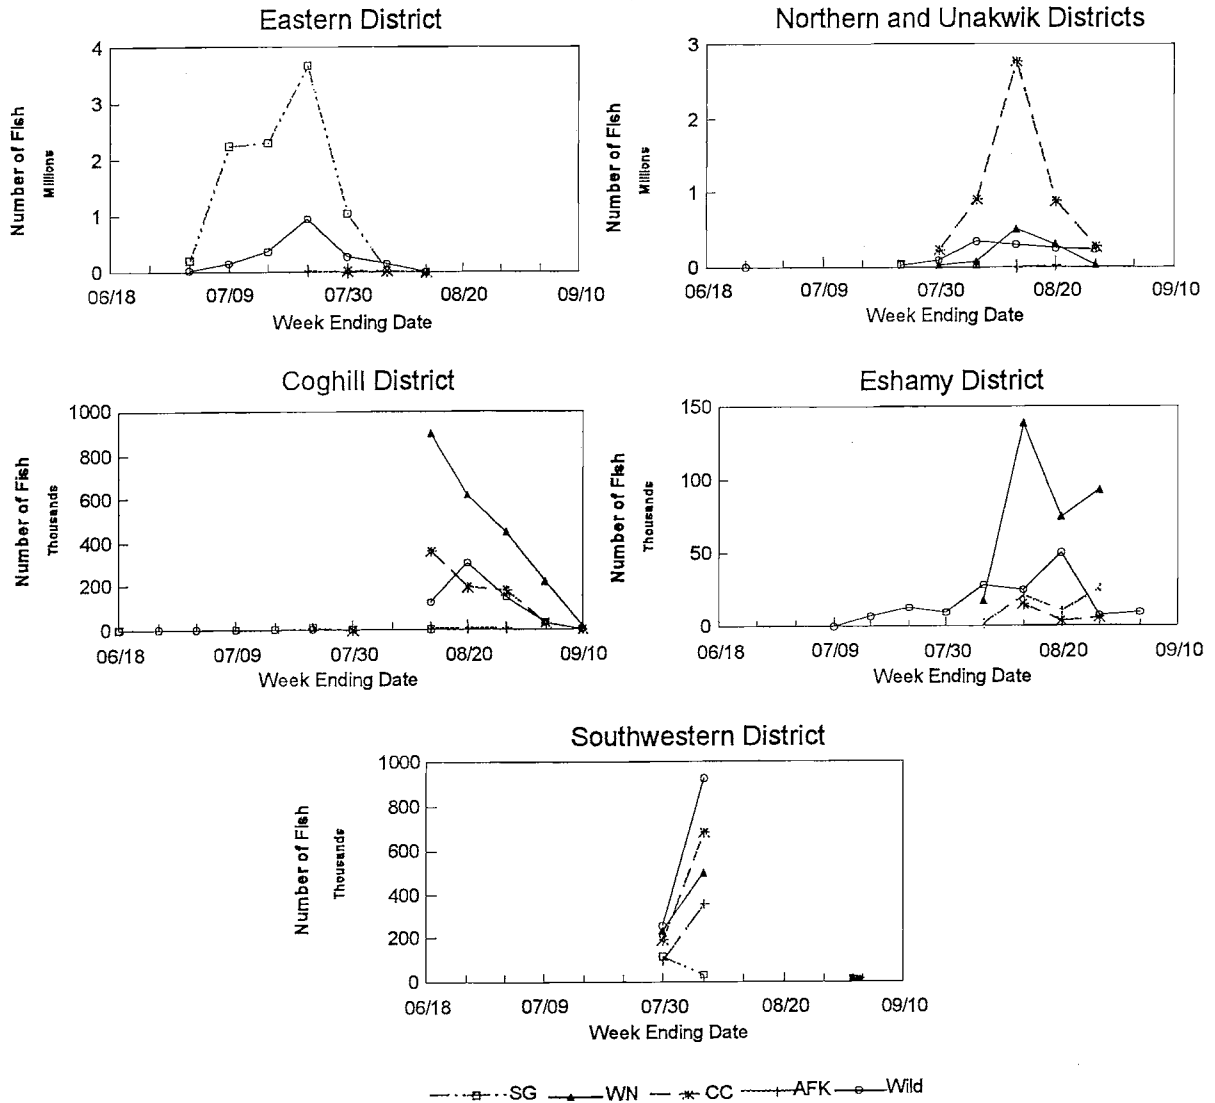 Eastern District
Number of Fish
Millions
4
3
2
1
0
06/18 07/09 07/30 08/20 09/10
Week Ending Date
Northern and Unakwik Districts
Number of Fish
Millions
3
2
1
0
06/18 07/09 07/30 08/20 09/10
Week Ending Date
Coghill District
Number of Fish
Thousands
1000
800
600
400
200
0
06/18 07/09 07/30 08/20 09/10
Week Ending Date
Eshamy District
Number of Fish
Thousands
150
100
50
0
06/18 07/09 07/30 08/20 09/10
Week Ending Date
Southwestern District
Number of Fish
Thousands
1000
800
600
400
200
0
06/18 07/09 07/30 08/20 09/10
Week Ending Date
SG WN CC AFK Wild